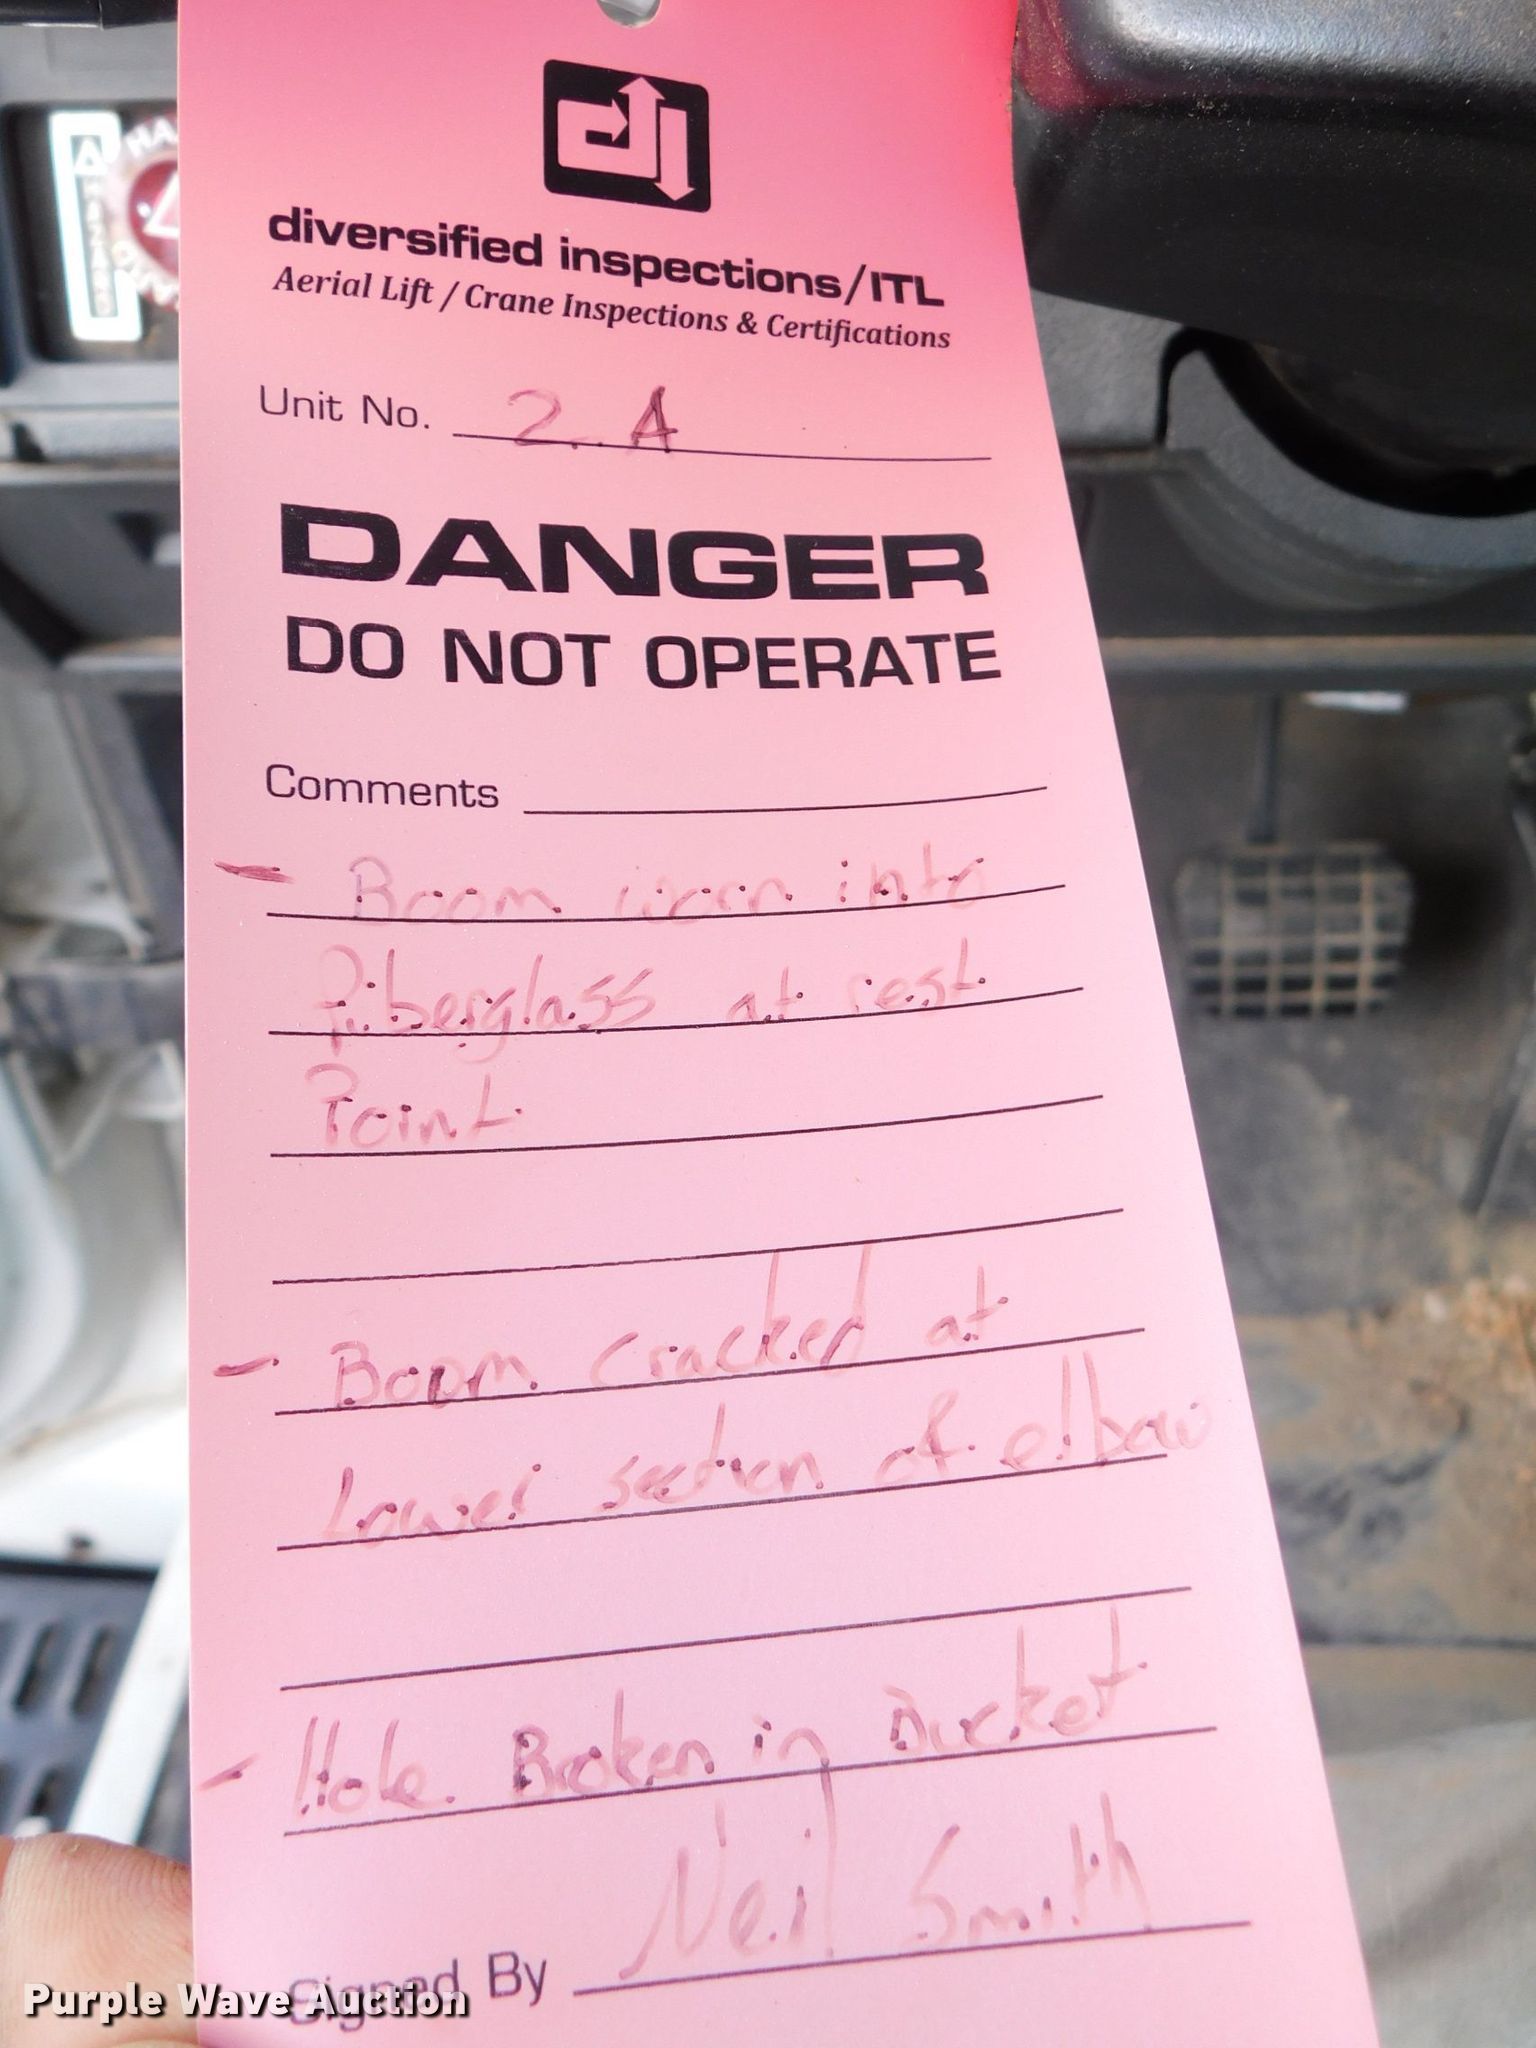 HAZARD
diversified inspections/ITL
Aerial Lift / Crane Inspections & Certifications
Unit No. 2 A
DANGER
DO NOT OPERATE
Comments
- Boom worn into
Fiberglass at rest
Point
- Boom cracked at
Lower section of elbow
- Hole Broken in Bucket
Signed By Neil Smith
Purple Wave Auction